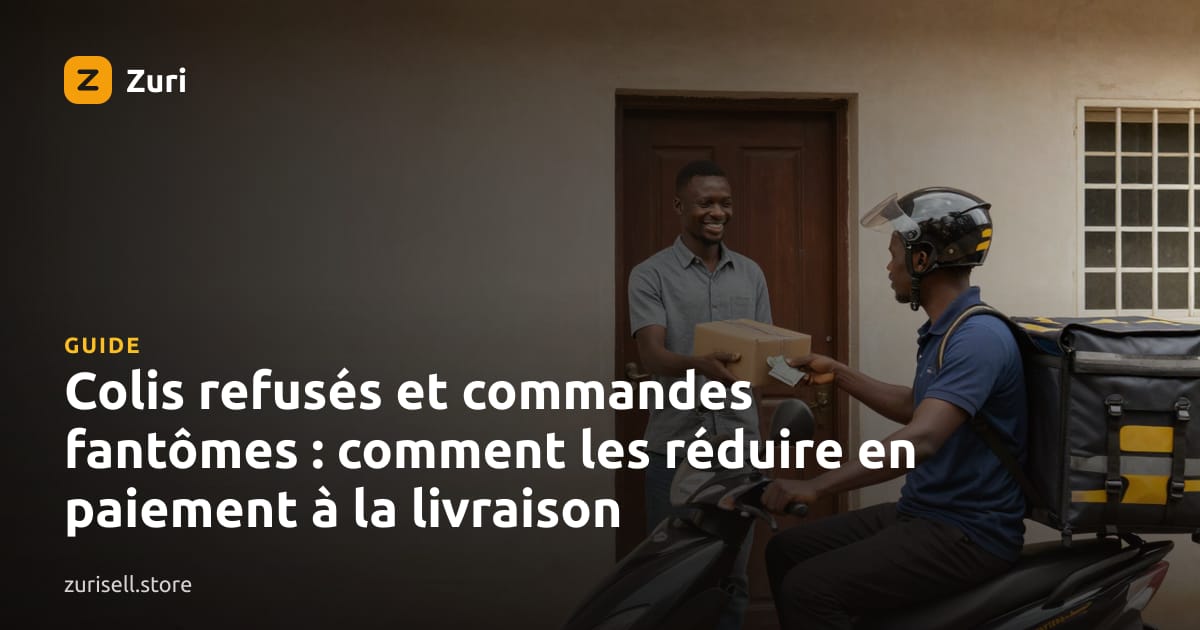 Z
Zuri
GUIDE
Colis refusés et commandes
fantômes : comment les réduire en
paiement à la livraison
zurisell.store